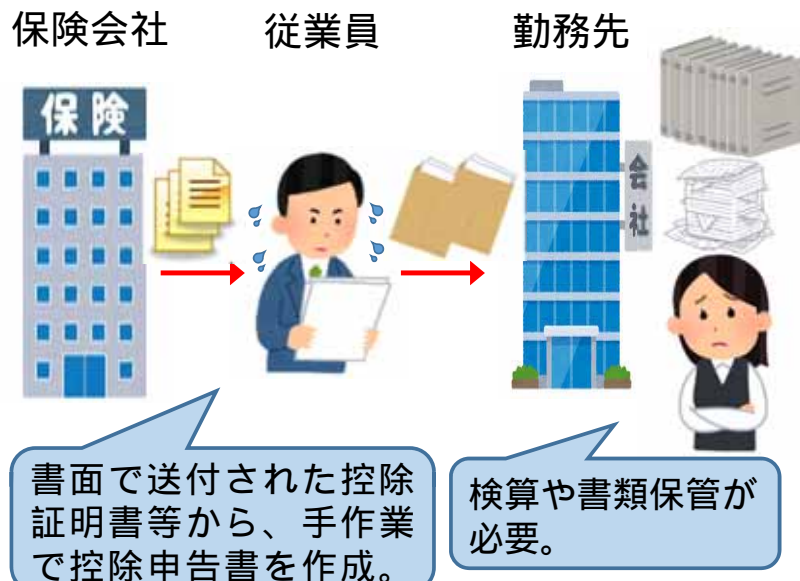 保険会社
従業員
勤務先
保険
会社
書面で送付された控除
証明書等から、手作業
で控除申告書を作成。
検算や書類保管が
必要。